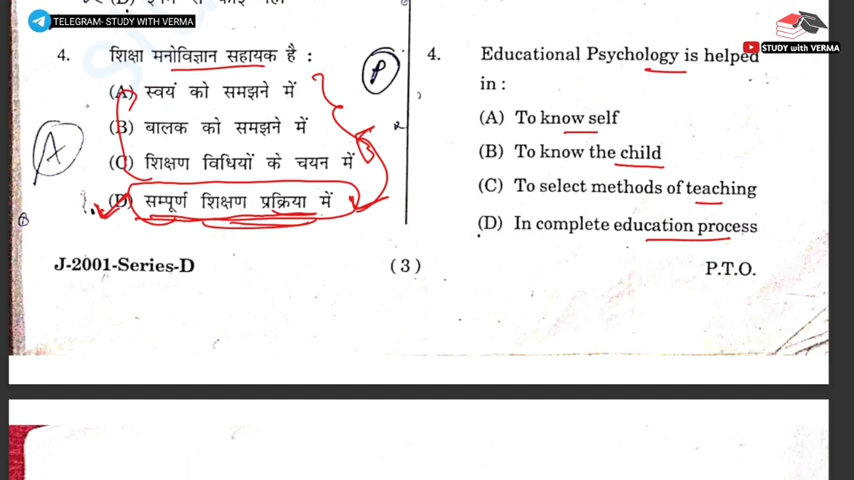 TELEGRAM- STUDY WITH VERMA
STUDY with VERMA
4. शिक्षा मनोविज्ञान सहायक है :
(A) स्वयं को समझने में
(B) बालक को समझने में
(C) शिक्षण विधियों के चयन में
(D) सम्पूर्ण शिक्षण प्रक्रिया में
A
P
4. Educational Psychology is helped
in :
(A) To know self
(B) To know the child
(C) To select methods of teaching
(D) In complete education process
J-2001-Series-D
( 3 )
P.T.O.